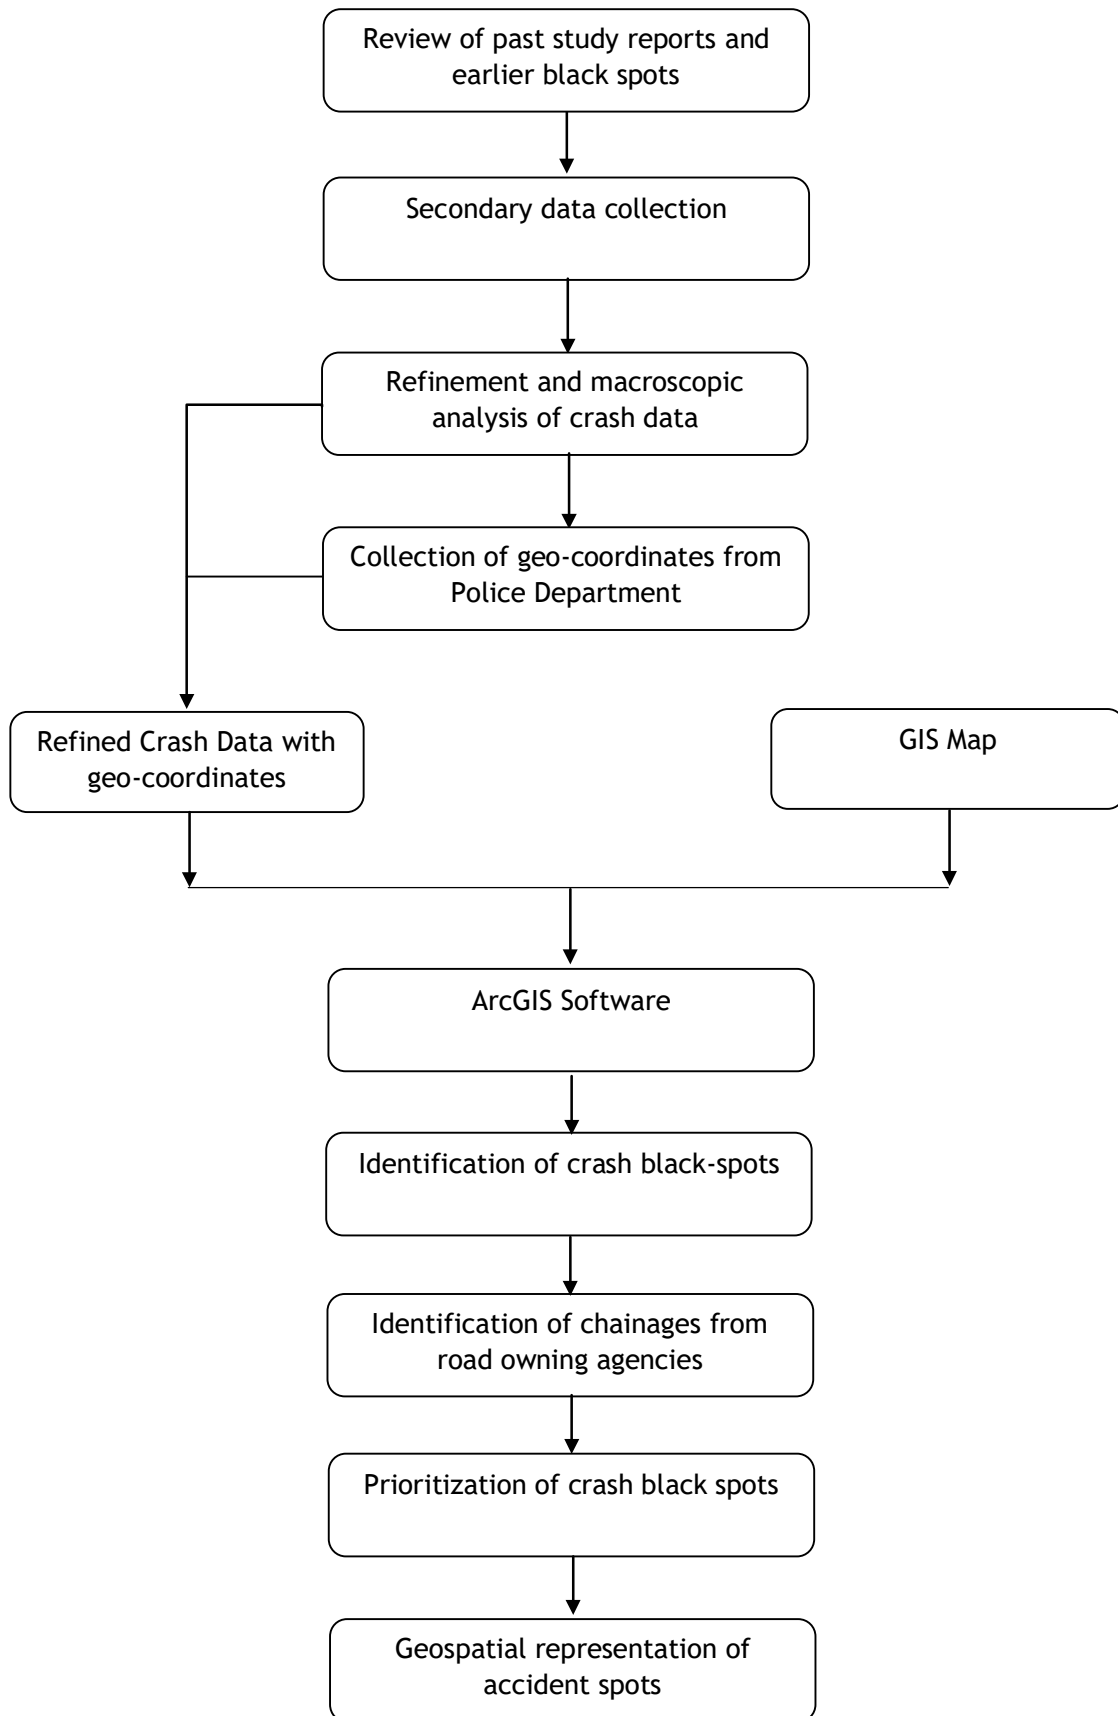 Review of past study reports and
earlier black spots
Secondary data collection
Refinement and macroscopic
analysis of crash data
Collection of geo-coordinates from
Police Department
Refined Crash Data with
geo-coordinates
GIS Map
ArcGIS Software
Identification of crash black-spots
Identification of chainages from
road owning agencies
Prioritization of crash black spots
Geospatial representation of
accident spots